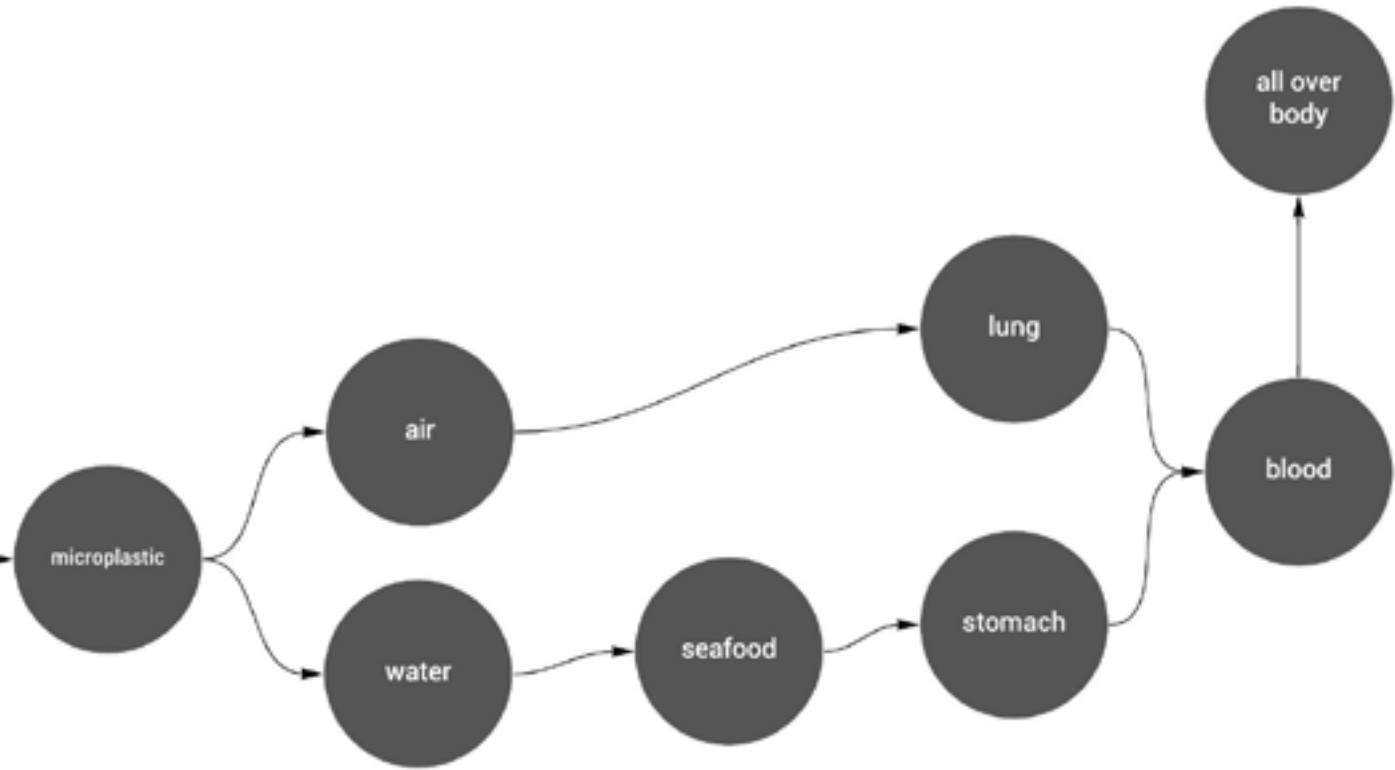 all over
body
lung
air
blood
microplastic
stomach
seafood
water